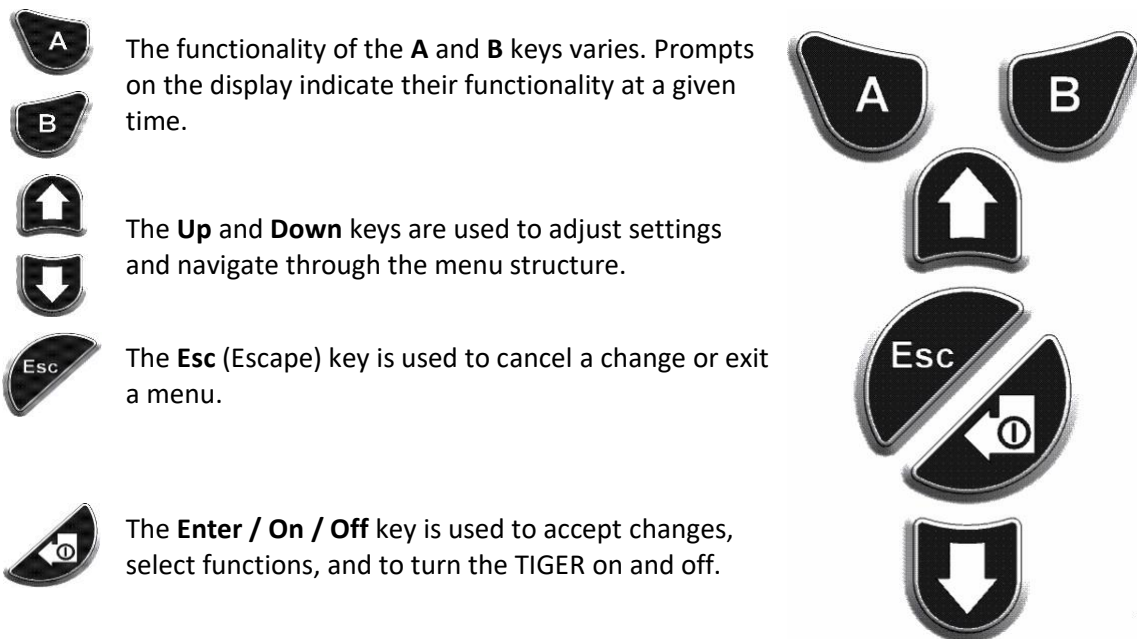 A
The functionality of the A and B keys varies. Prompts
on the display indicate their functionality at a given
time.
B
The Up and Down keys are used to adjust settings
and navigate through the menu structure.
Esc
The Esc (Escape) key is used to cancel a change or exit
a menu.
The Enter / On / Off key is used to accept changes,
select functions, and to turn the TIGER on and off.
A
B
Esc